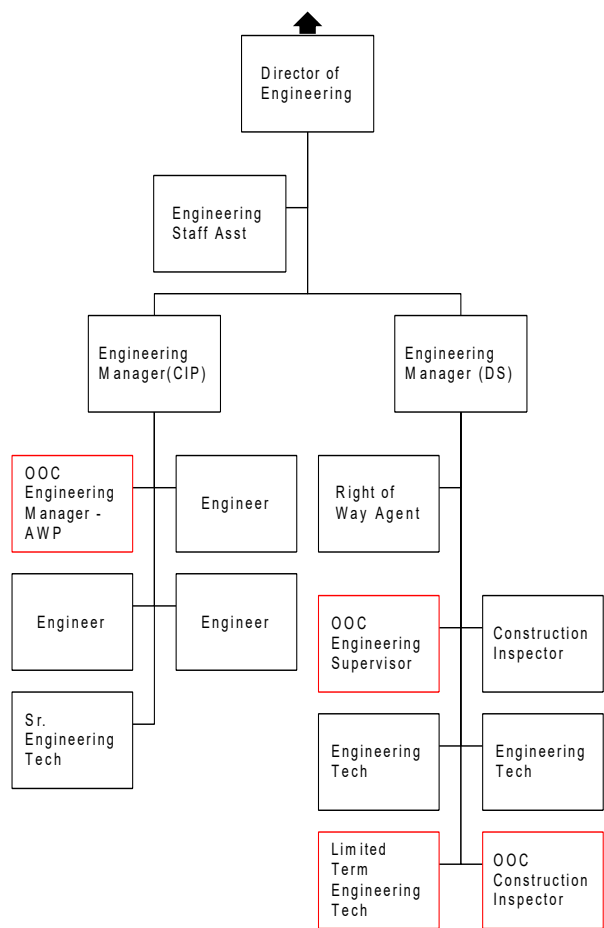 Director of
Engineering
Engineering
Staff Asst
Engineering
Manager(CIP)
Engineering
Manager (DS)
OOC
Engineering
Manager -
AWP
Engineer
Right of
Way Agent
Engineer
Engineer
OOC
Engineering
Supervisor
Construction
Inspector
Sr.
Engineering
Tech
Engineering
Tech
Engineering
Tech
Limited
Term
Engineering
Tech
OOC
Construction
Inspector